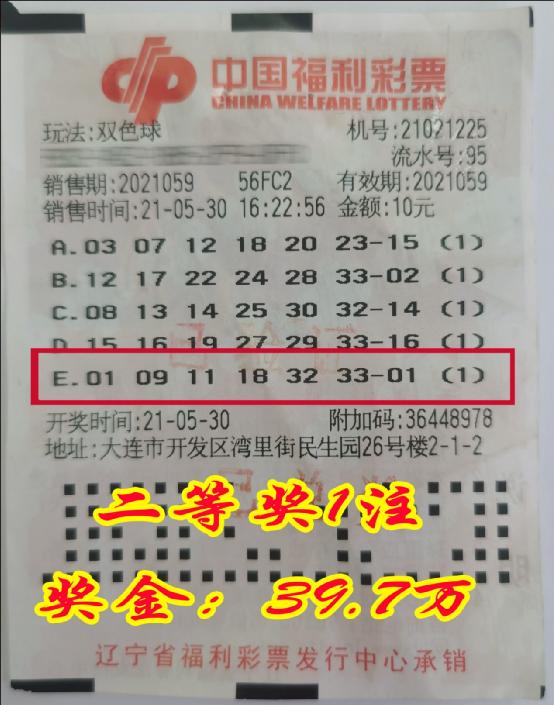 中国福利彩票
CHINA WELFARE LOTTERY
玩法:双色球 机号:21021225
流水号:95
销售期:2021059 56FC2 有效期:2021059
销售时间:21-05-30 16:22:56 金额:10元
A.03 07 12 18 20 23-15 (1)
B.12 17 22 24 28 33-02 (1)
C.08 13 14 25 30 32-14 (1)
D.15 16 19 27 29 33-16 (1)
E.01 09 11 18 32 33-01 (1)
开奖时间:21-05-30 附加码:36448978
地址:大连市开发区湾里街民生园26号楼2-1-2
二等奖1注
奖金：39.7万
辽宁省福利彩票发行中心承销